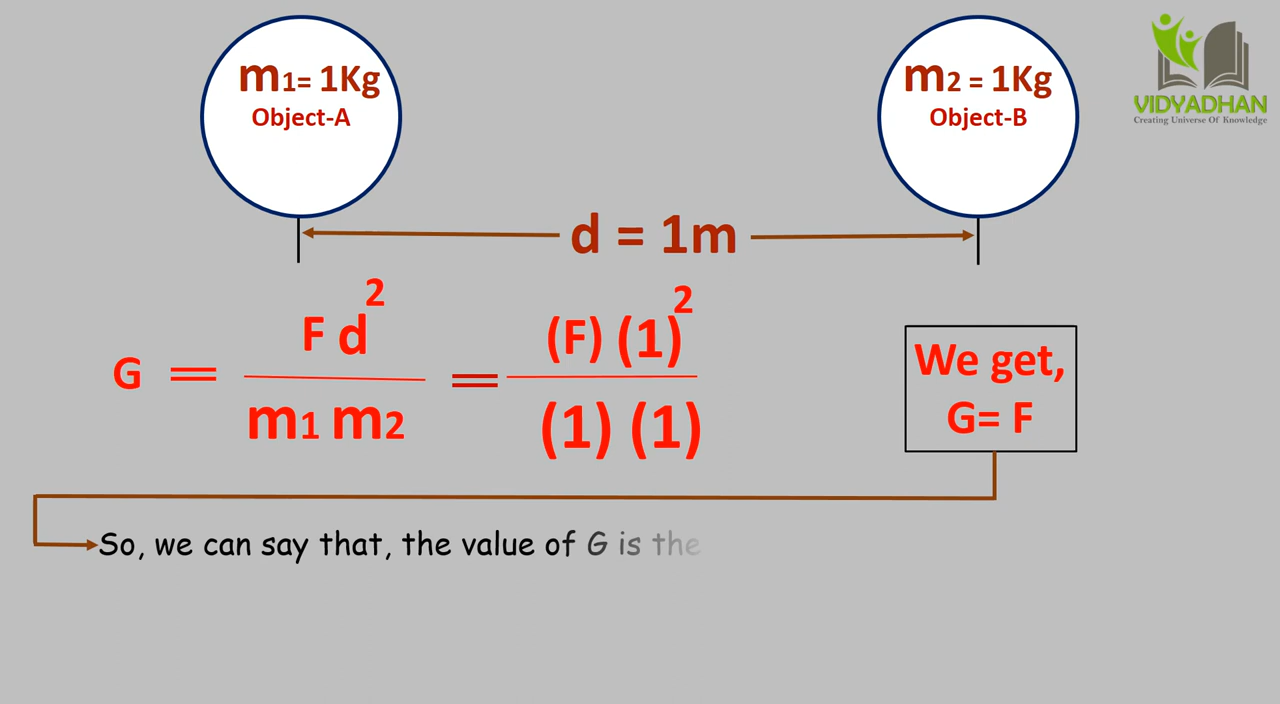 m1= 1Kg
Object-A
m2 = 1Kg
Object-B
VIDYADHAN
Creating Universe Of Knowledge
d = 1m
G = F d² / m1 m2 = (F) (1)² / (1) (1)
We get,
G= F
So, we can say that, the value of G is the